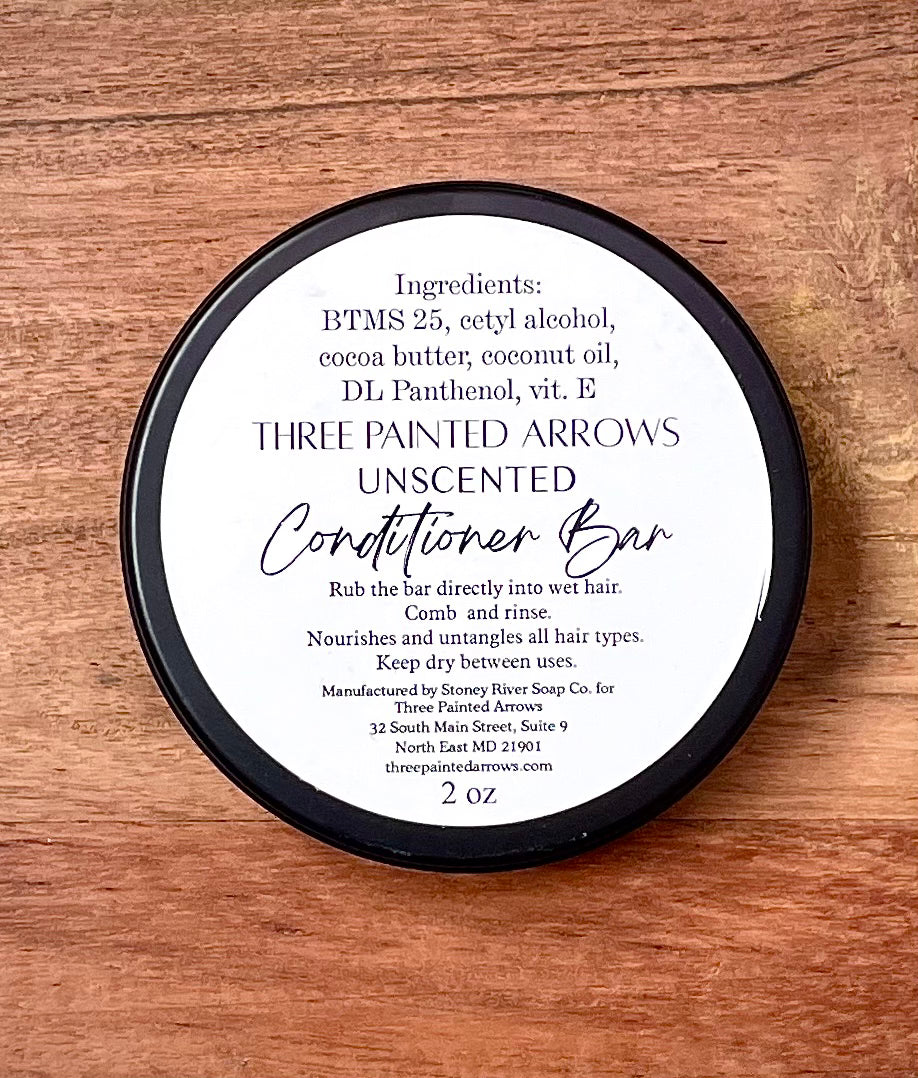 Ingredients:
BTMS 25, cetyl alcohol,
cocoa butter, coconut oil,
DL Panthenol, vit. E
THREE PAINTED ARROWS
UNSCENTED
Conditioner Bar
Rub the bar directly into wet hair.
Comb and rinse.
Nourishes and untangles all hair types.
Keep dry between uses.
Manufactured by Stoney River Soap Co. for
Three Painted Arrows
32 South Main Street, Suite 9
North East MD 21901
threepaintedarrows.com
2 oz